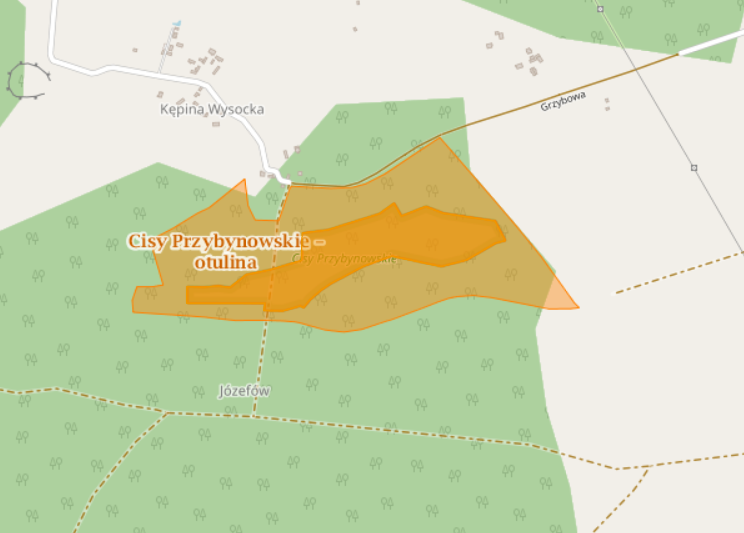 Kępina Wysocka
Grzybowa
Cisy Przybynowskie –
otulina
Cisy Przybynowskie
Józefów